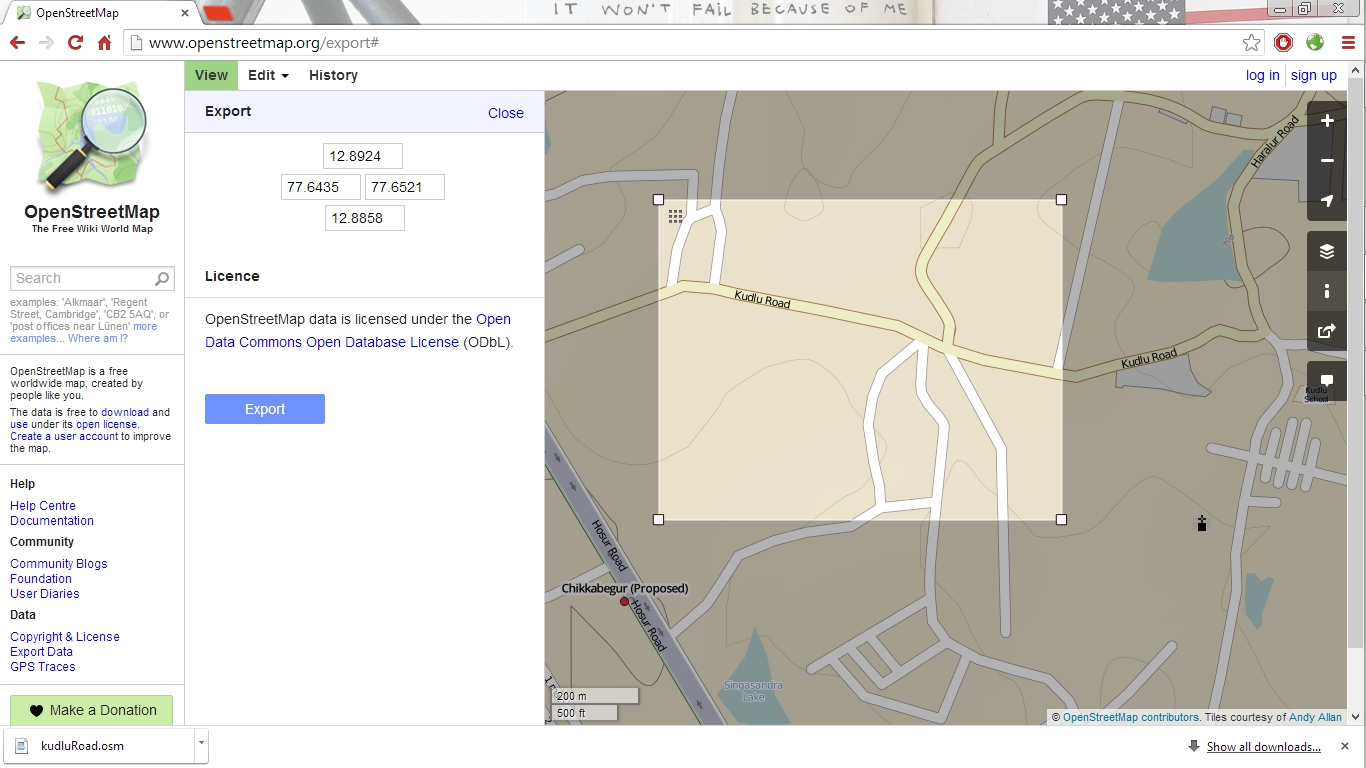 OpenStreetMap
IT WON'T FAIL BECAUSE OF ME
www.openstreetmap.org/export#
View Edit History
log in sign up
OpenStreetMap
The Free Wiki World Map
Search
examples: 'Alkmaar', 'Regent
Street, Cambridge', 'CB2 5AQ', or
'post offices near Lünen' more
examples... Where am I?
OpenStreetMap is a free
worldwide map, created by
people like you.
The data is free to download and
use under its open license.
Create a user account to improve
the map.
Help
Help Centre
Documentation
Community
Community Blogs
Foundation
User Diaries
Data
Copyright & License
Export Data
GPS Traces
Make a Donation
Export
Close
12.8924
77.6435 77.6521
12.8858
Licence
OpenStreetMap data is licensed under the Open
Data Commons Open Database License (ODbL).
Export
Haralur Road
906
Kudlu Road
Kudlu Road
Kudlu
School
Hosur Road
Chikkabegur (Proposed)
Hosur Road
Singasandra
Lake
200 m
500 ft
© OpenStreetMap contributors. Tiles courtesy of Andy Allan
kudluRoad.osm
Show all downloads...